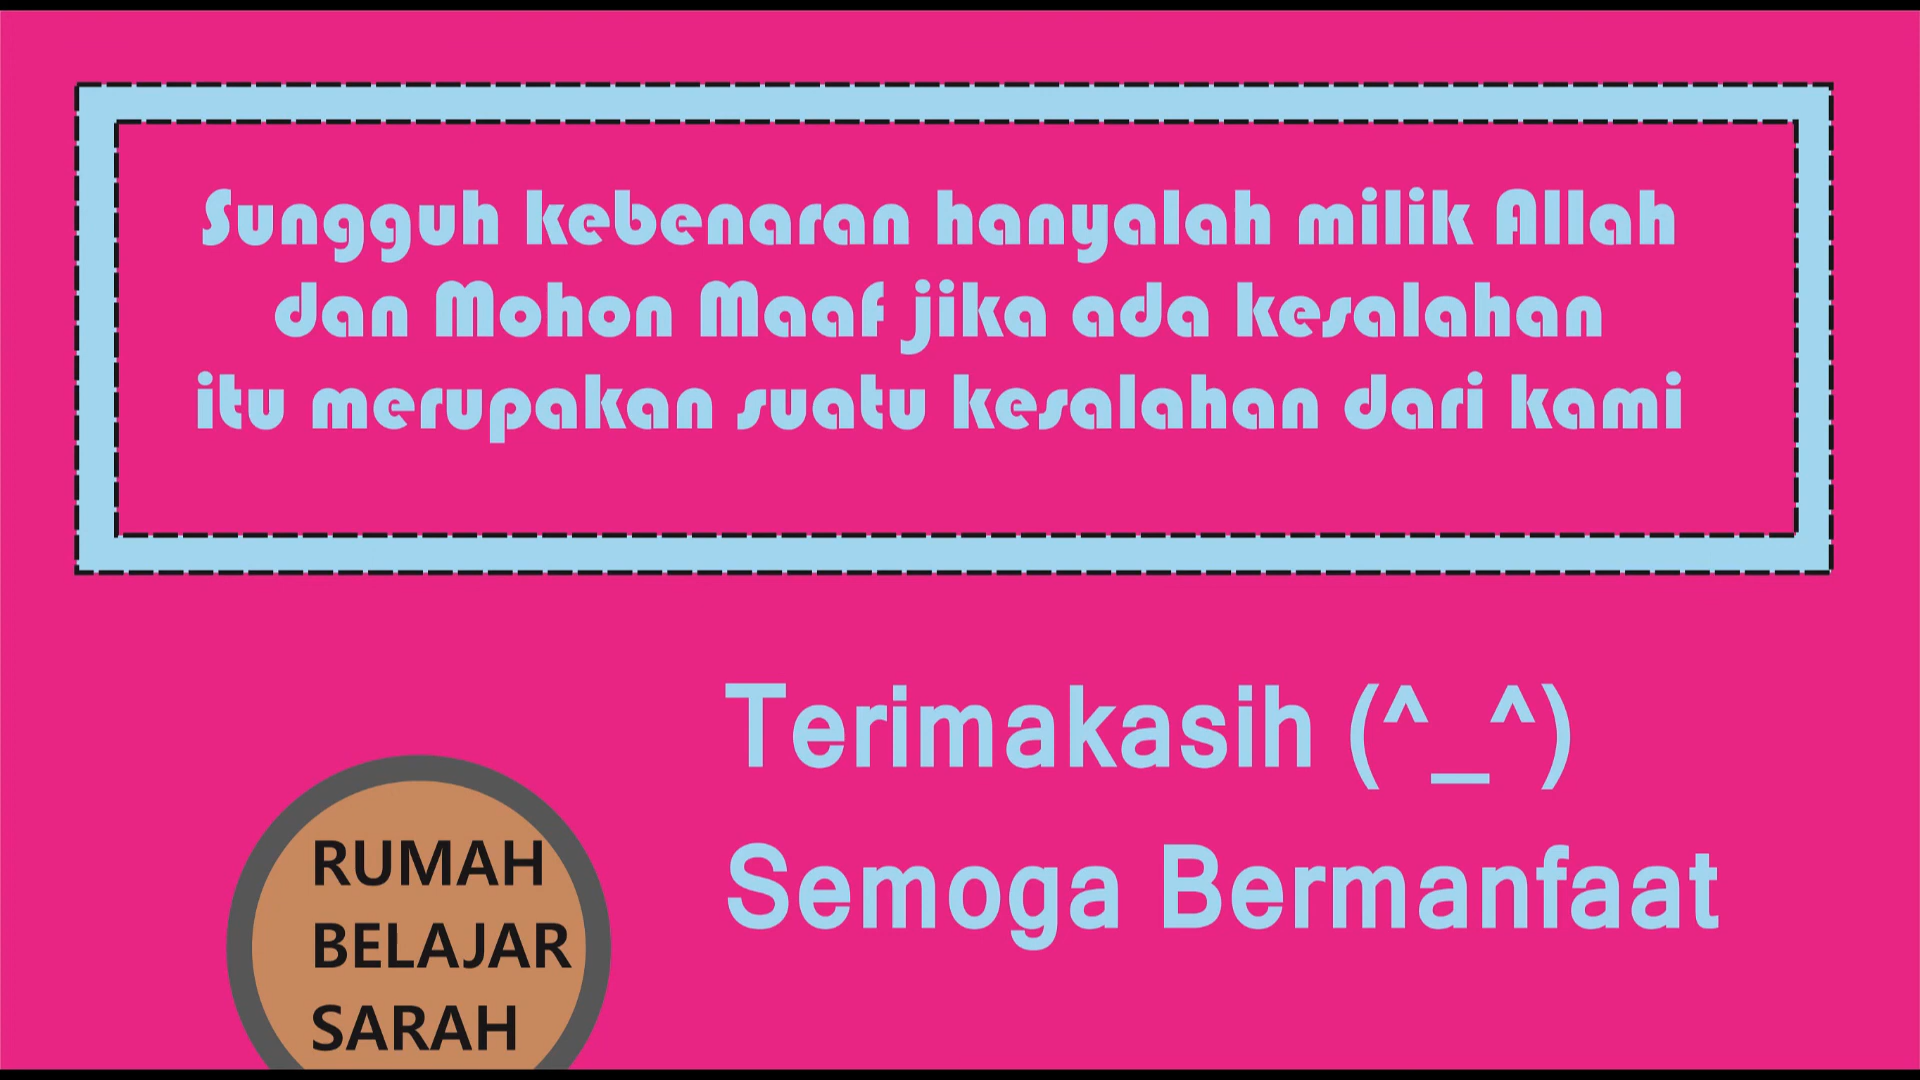 Sungguh kebenaran hanyalah milik Allah
dan Mohon Maaf jika ada kesalahan
itu merupakan suatu kesalahan dari kami
Terimakasih (^_^)
Semoga Bermanfaat
RUMAH
BELAJAR
SARAH